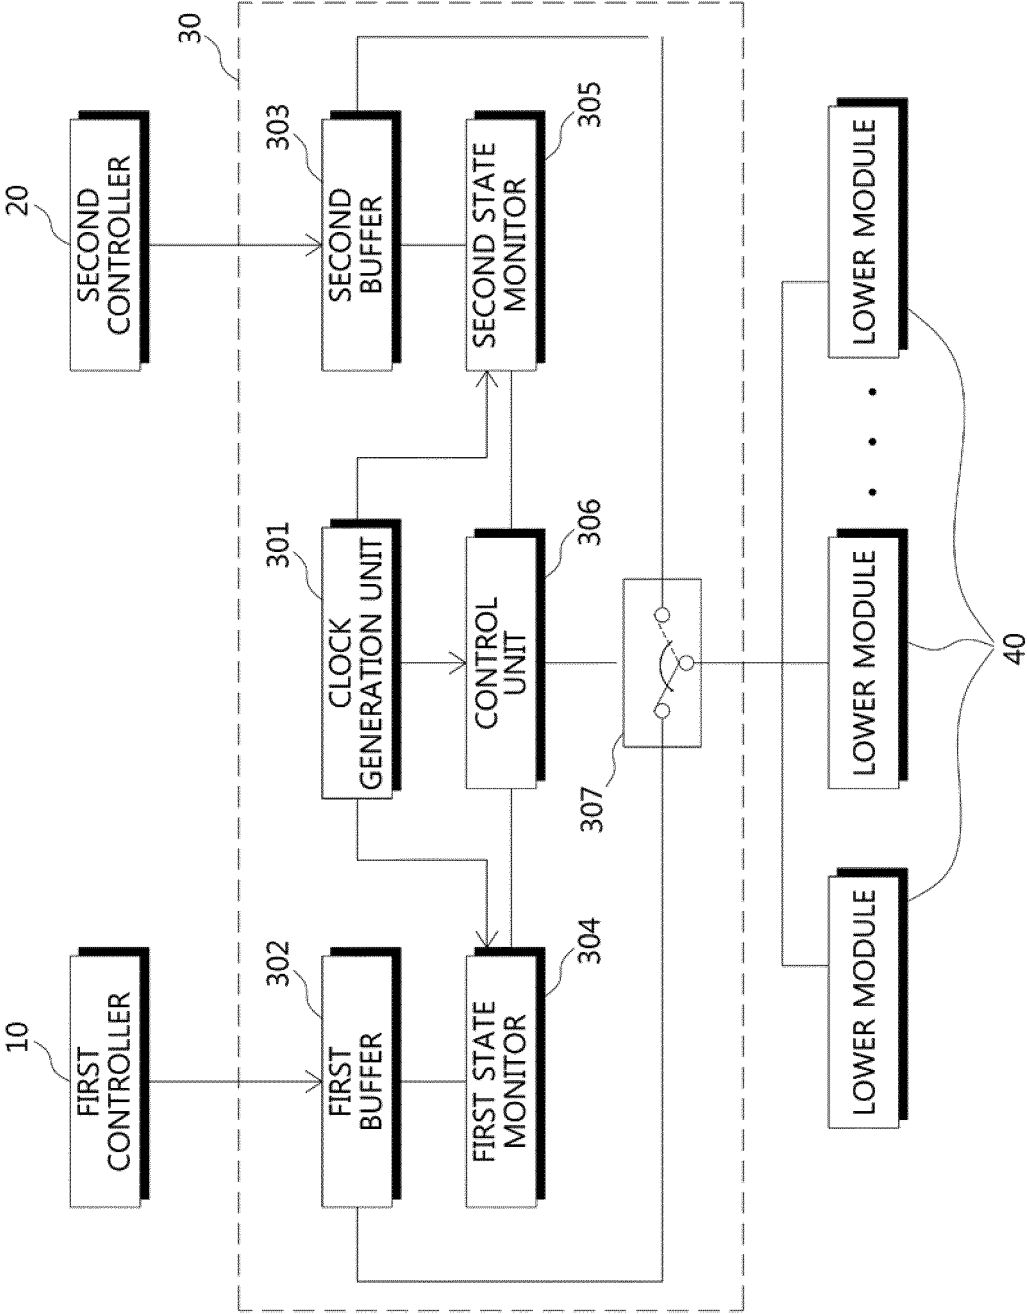 10
FIRST
CONTROLLER
20
SECOND
CONTROLLER
30
302
FIRST
BUFFER
301
CLOCK
GENERATION UNIT
303
SECOND
BUFFER
FIRST STATE
MONITOR
304
CONTROL
UNIT
306
SECOND STATE
MONITOR
305
307
LOWER MODULE
LOWER MODULE
LOWER MODULE
40